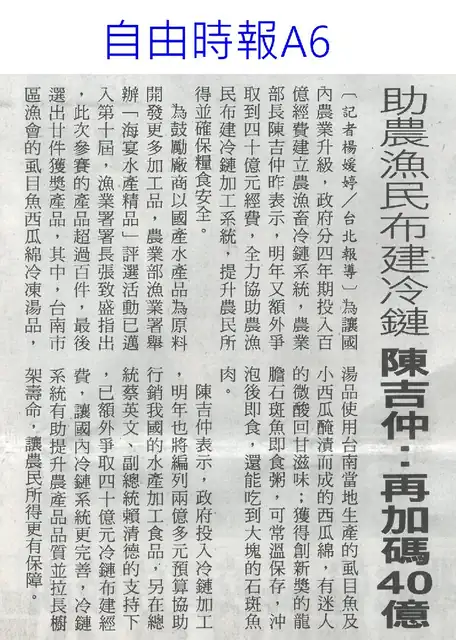 自由時報A6
助農漁民布建冷鏈 陳吉仲：再加碼40億
〔記者楊媛婷／台北報導〕為讓國
內農業升級，政府分四年期投入百
億經費建立農漁畜冷鏈系統，農業
部長陳吉仲昨表示，明年又額外爭
取到四十億元經費，全力協助農漁
民布建冷鏈加工系統，提升農民所
得並確保糧食安全。
為鼓勵廠商以國產水產品為原料
開發更多加工品，農業部漁業署舉
辦「海宴水產精品」評選活動已邁
入第十屆，漁業署署長張致盛指出
，此次參賽的產品超過百件，最後
選出廿件獲獎產品，其中，台南市
區漁會的虱目魚西瓜綿冷凍湯品，
湯品使用台南當地生產的虱目魚及
小西瓜醃漬而成的西瓜綿，有迷人
的微酸回甘滋味；獲得創新獎的龍
膽石斑魚即食粥，可常溫保存，沖
泡後即食，還能吃到大塊的石斑魚
肉。
陳吉仲表示，政府投入冷鏈加工
，明年也將編列兩億多元預算協助
行銷我國的水產加工食品，另在總
統蔡英文、副總統賴清德的支持下
，已額外爭取四十億元冷鏈布建經
費，讓國內冷鏈系統更完善，冷鏈
系統有助提升農產品品質並拉長櫥
架壽命，讓農民所得更有保障。